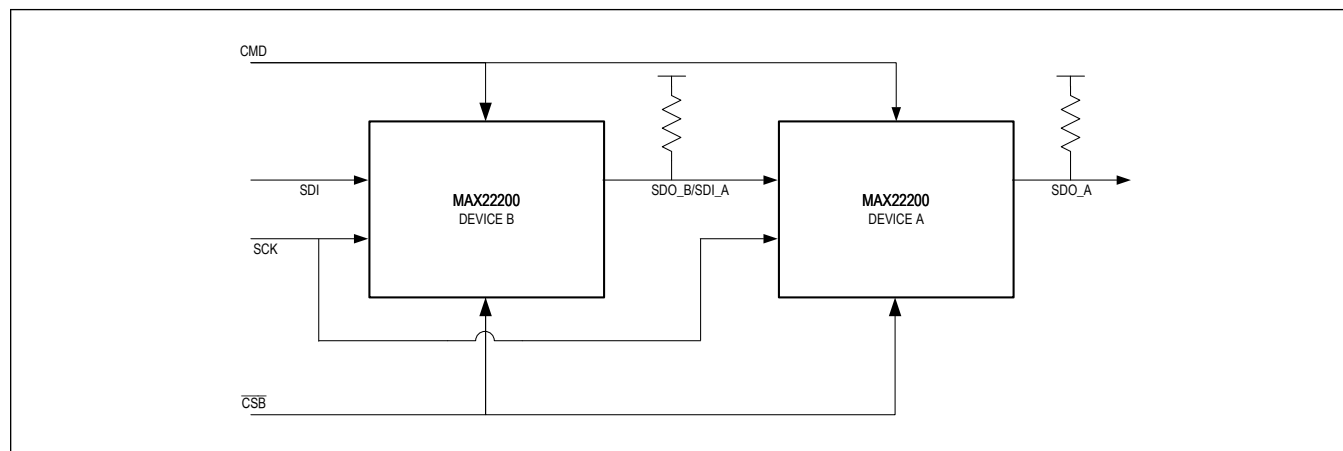 CMD
SDI
SCK
MAX22200
DEVICE B
SDO_B/SDI_A
MAX22200
DEVICE A
SDO_A
CSB